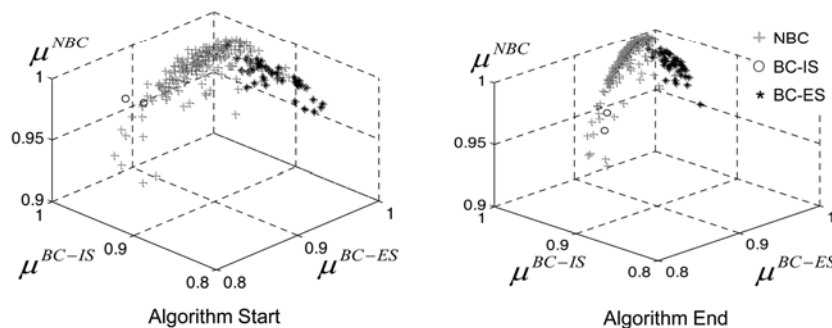 μ^NBC
1
0.95
0.9
1
0.9
0.8
0.8
0.9
1
μ^BC-IS
μ^BC-ES
Algorithm Start
μ^NBC
1
0.95
0.9
1
0.9
0.8
0.8
0.9
1
μ^BC-IS
μ^BC-ES
Algorithm End
NBC
BC-IS
BC-ES